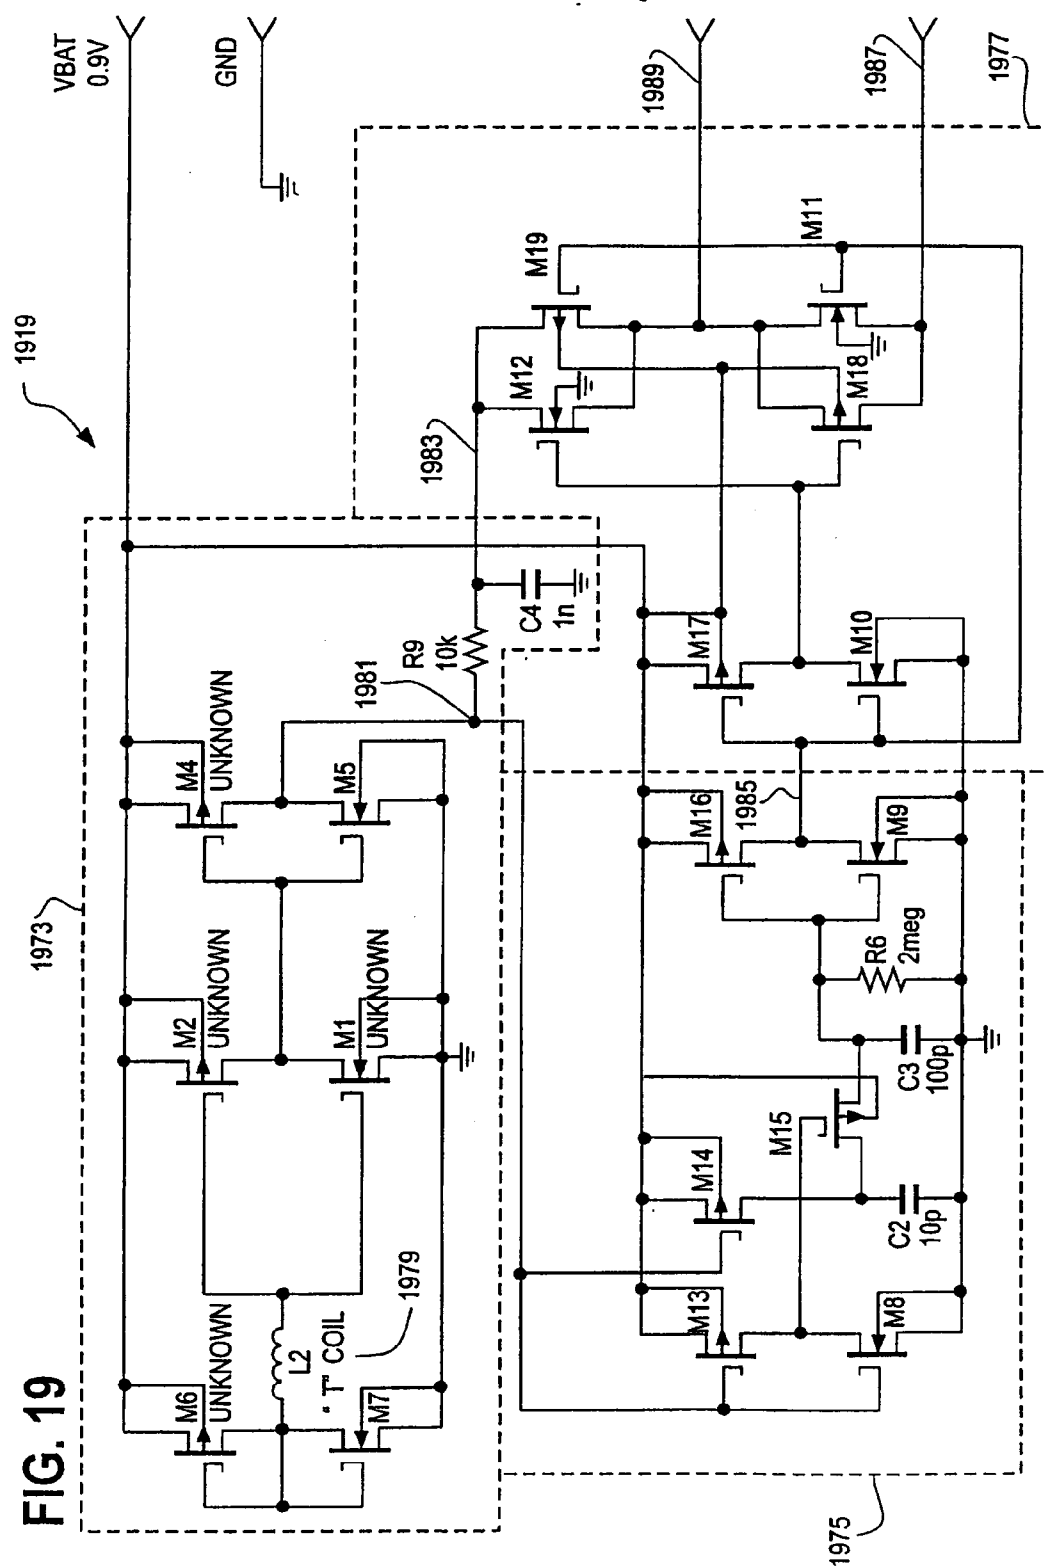 FIG. 19
1919
VBAT
0.9V
GND
1973
M6
UNKNOWN
M2
UNKNOWN
M4
UNKNOWN
L2
" T" COIL
1979
M7
M1
UNKNOWN
M5
1981
R9
10k
C4
1n
1983
M12
M19
M18
M11
1989
1987
1977
M13
M14
M15
M16
1985
M17
M8
C2
10p
C3
100p
R6
2meg
M9
M10
1975